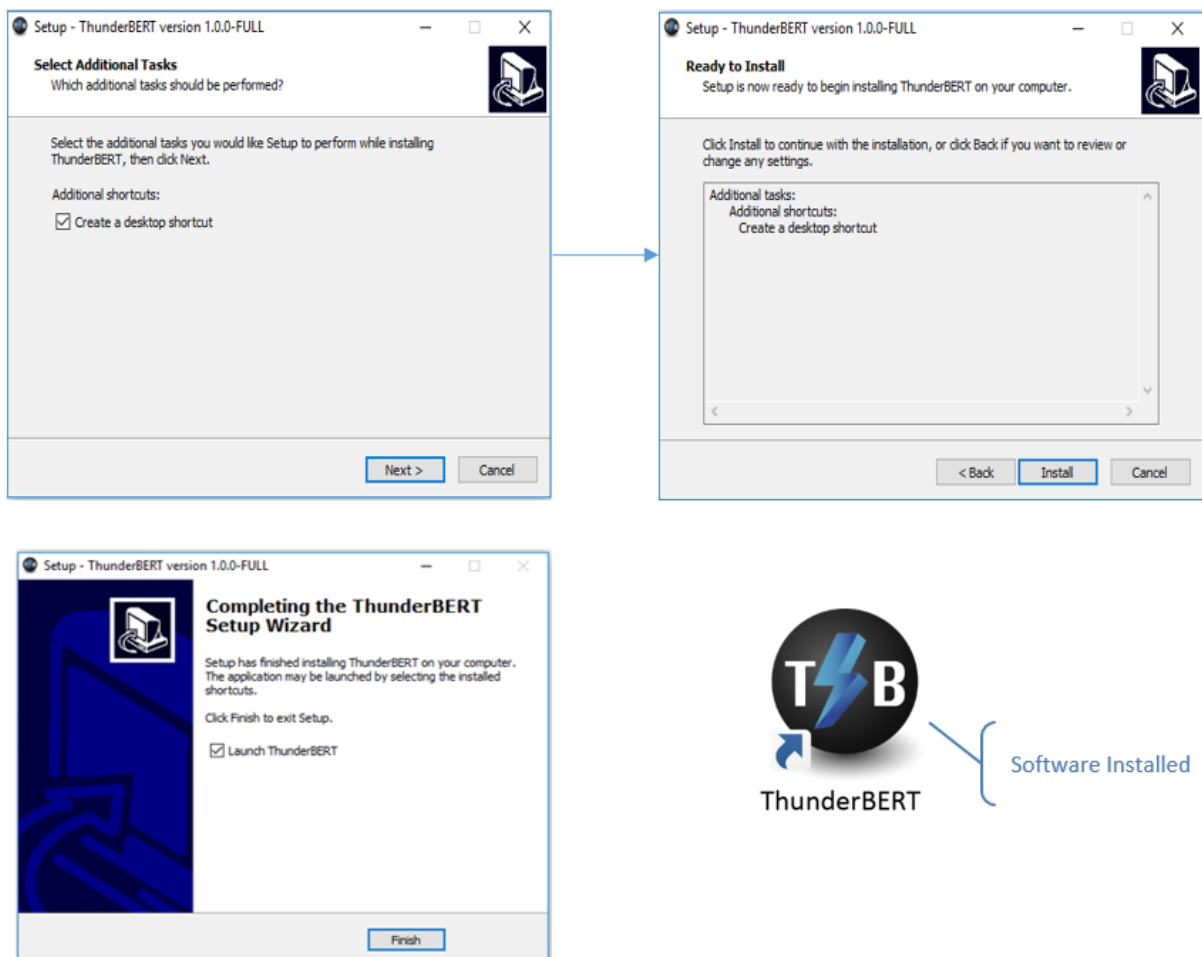 Setup - ThunderBERT version 1.0.0-FULL
Select Additional Tasks
Which additional tasks should be performed?
Select the additional tasks you would like Setup to perform while installing
ThunderBERT, then click Next.
Additional shortcuts:
Create a desktop shortcut
Next >
Cancel
Setup - ThunderBERT version 1.0.0-FULL
Ready to Install
Setup is now ready to begin installing ThunderBERT on your computer.
Click Install to continue with the installation, or click Back if you want to review or
change any settings.
Additional tasks:
Additional shortcuts:
Create a desktop shortcut
< Back
Install
Cancel
Setup - ThunderBERT version 1.0.0-FULL
Completing the ThunderBERT
Setup Wizard
Setup has finished installing ThunderBERT on your computer.
The application may be launched by selecting the installed
shortcuts.
Click Finish to exit Setup.
Launch ThunderBERT
Finish
T B
ThunderBERT
Software Installed